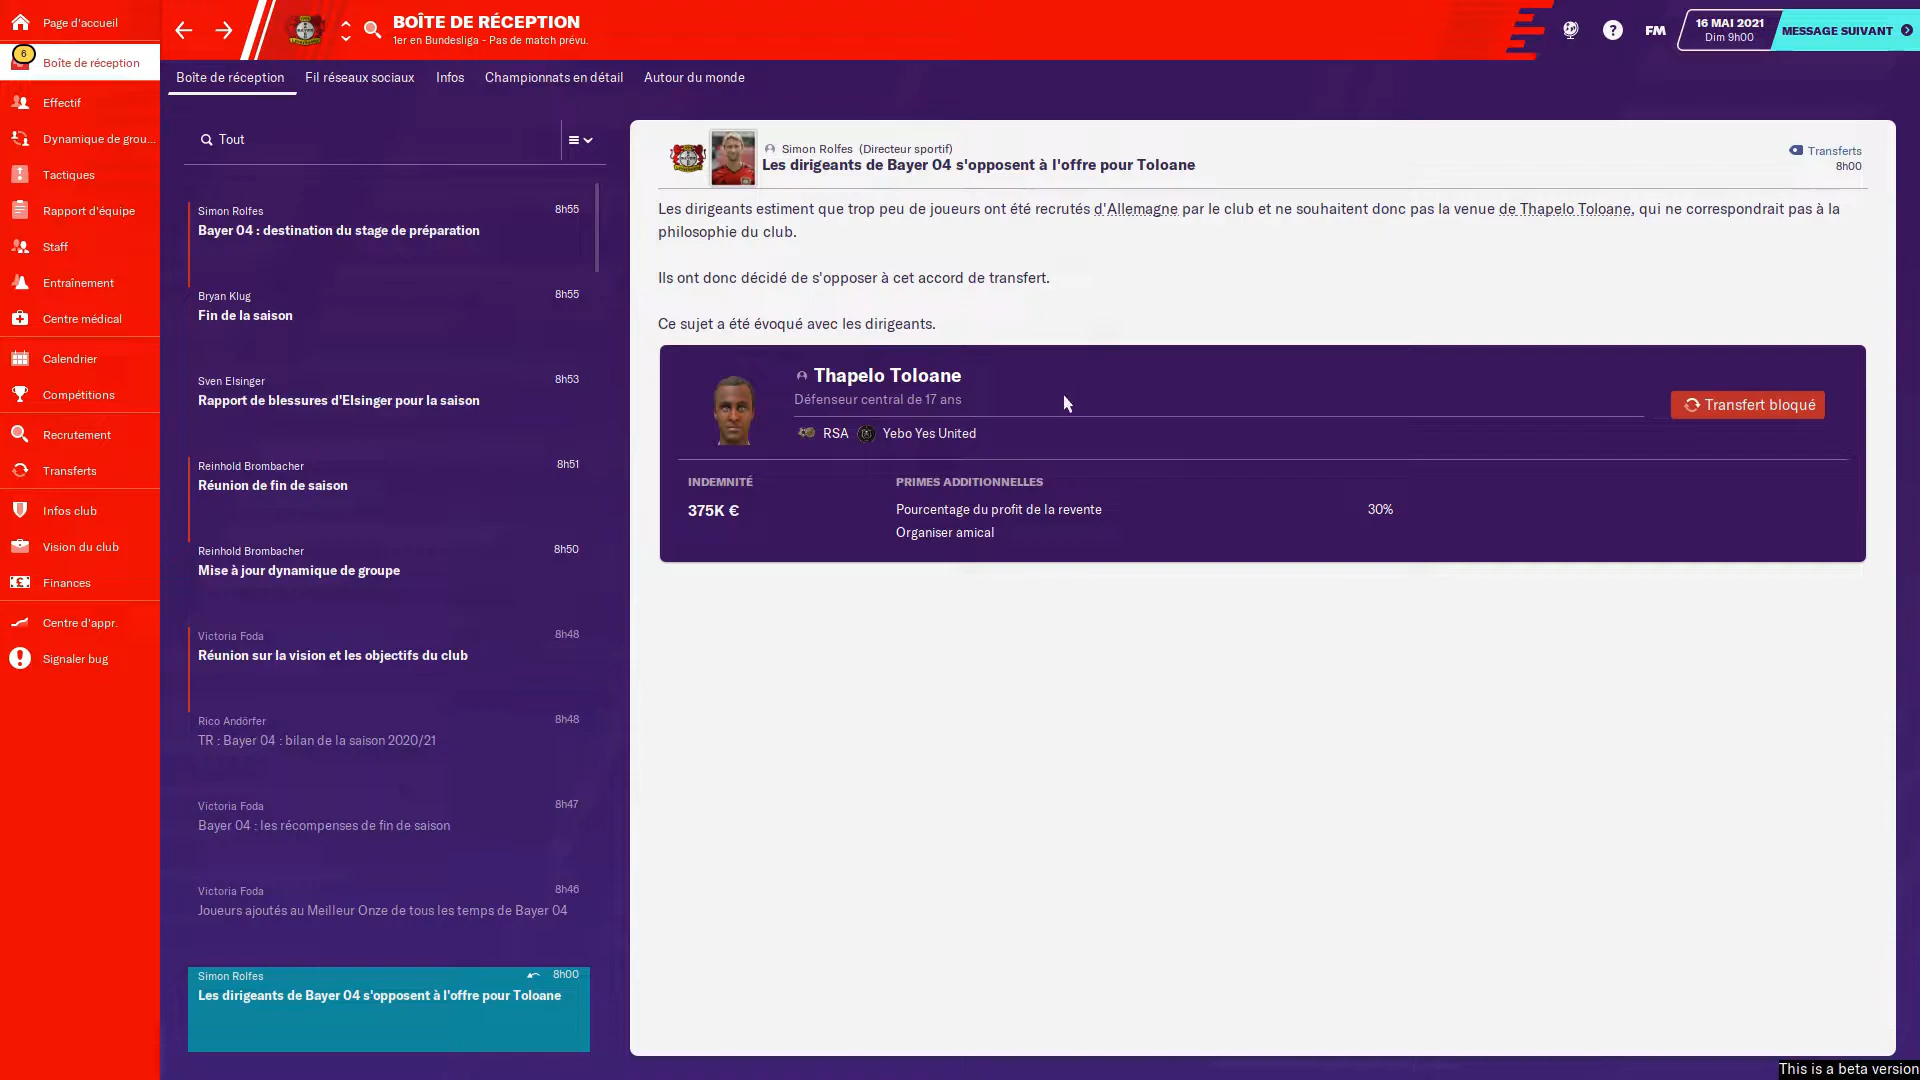 Page d'accueil
6
Boîte de réception
Effectif
Dynamique de grou...
Tactiques
Rapport d'équipe
Staff
Entraînement
Centre médical
Calendrier
Compétitions
Recrutement
Transferts
Infos club
Vision du club
Finances
Centre d'appr.
Signaler bug
BOÎTE DE RÉCEPTION
1er en Bundesliga - Pas de match prévu.
FM
16 MAI 2021
Dim 9h00
MESSAGE SUIVANT
Boîte de réception
Fil réseaux sociaux
Infos
Championnats en détail
Autour du monde
Tout
Simon Rolfes 8h55
Bayer 04 : destination du stage de préparation
Bryan Klug 8h55
Fin de la saison
Sven Elsinger 8h53
Rapport de blessures d'Elsinger pour la saison
Reinhold Brombacher 8h51
Réunion de fin de saison
Reinhold Brombacher 8h50
Mise à jour dynamique de groupe
Victoria Foda 8h48
Réunion sur la vision et les objectifs du club
Rico Andörfer 8h48
TR : Bayer 04 : bilan de la saison 2020/21
Victoria Foda 8h47
Bayer 04 : les récompenses de fin de saison
Victoria Foda 8h46
Joueurs ajoutés au Meilleur Onze de tous les temps de Bayer 04
Simon Rolfes 8h00
Les dirigeants de Bayer 04 s'opposent à l'offre pour Toloane
Simon Rolfes (Directeur sportif)
Les dirigeants de Bayer 04 s'opposent à l'offre pour Toloane
Transferts
8h00
Les dirigeants estiment que trop peu de joueurs ont été recrutés d'Allemagne par le club et ne souhaitent donc pas la venue de Thapelo Toloane, qui ne correspondrait pas à la
philosophie du club.
Ils ont donc décidé de s'opposer à cet accord de transfert.
Ce sujet a été évoqué avec les dirigeants.
Thapelo Toloane
Défenseur central de 17 ans
Transfert bloqué
RSA Yebo Yes United
INDEMNITÉ
375K €
PRIMES ADDITIONNELLES
Pourcentage du profit de la revente 30%
Organiser amical
This is a beta version